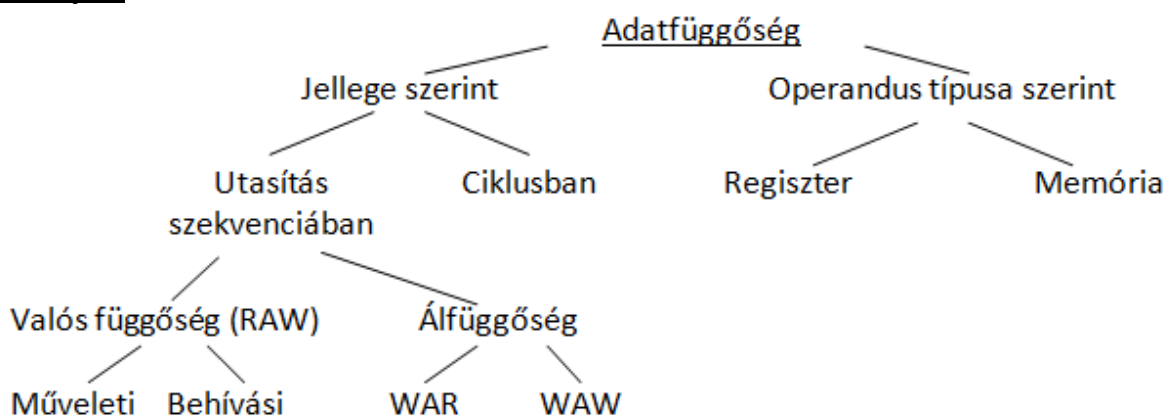 Adatfüggőség
Jellege szerint
Operandus típusa szerint
Utasítás
szekvenciában
Ciklusban
Regiszter
Memória
Valós függőség (RAW)
Álfüggőség
Műveleti
Behívási
WAR
WAW